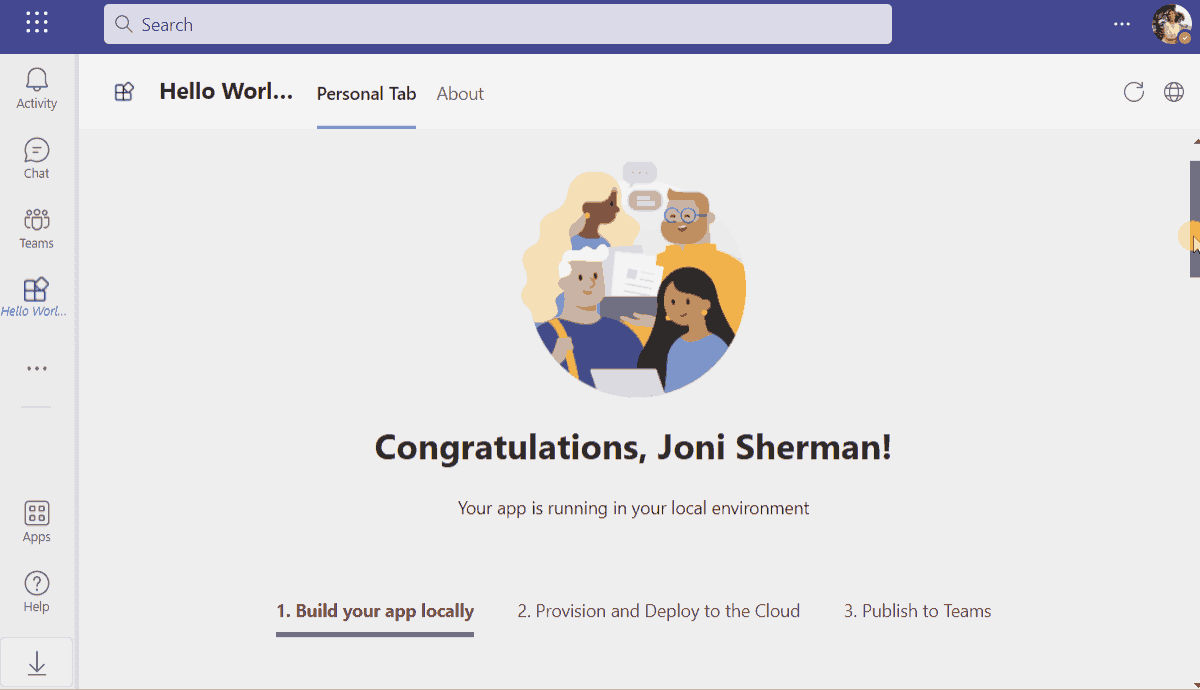 Search
Hello Worl...
Personal Tab
About
Activity
Chat
Teams
Hello Worl...
Apps
Help
Congratulations, Joni Sherman!
Your app is running in your local environment
1. Build your app locally
2. Provision and Deploy to the Cloud
3. Publish to Teams